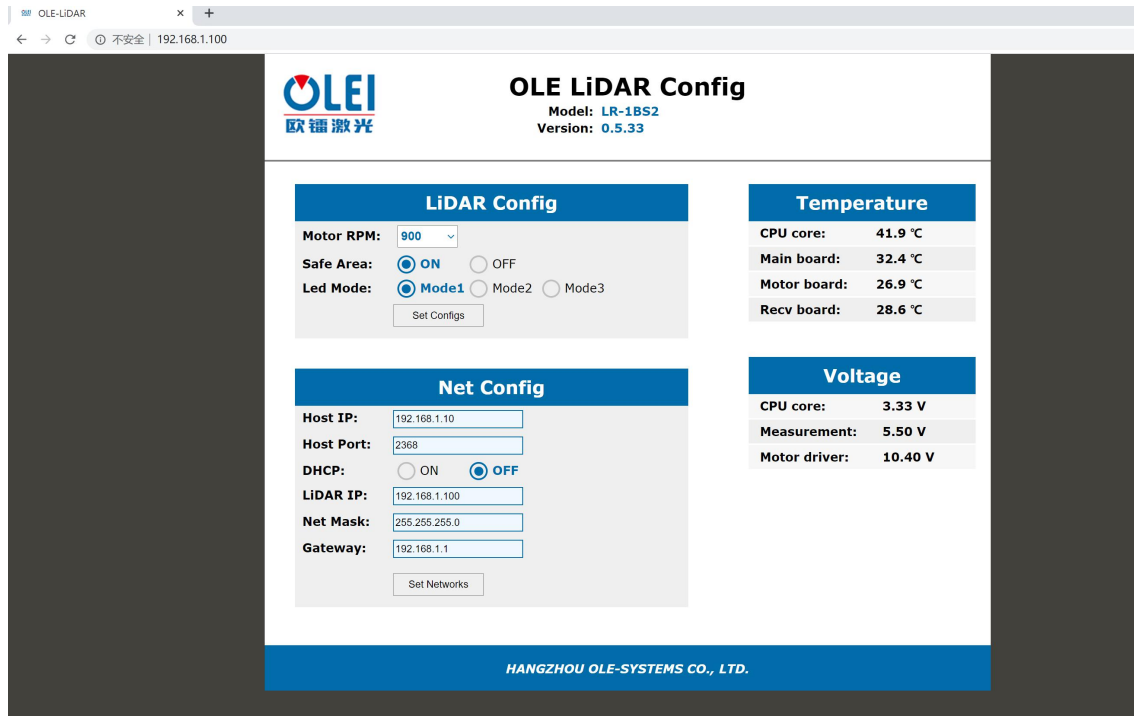 OLE-LiDAR
不安全 192.168.1.100
OLEI
欧镭激光
OLE LiDAR Config
Model: LR-1BS2
Version: 0.5.33
LiDAR Config
Motor RPM: 900
Safe Area: ON OFF
Led Mode: Mode1 Mode2 Mode3
Set Configs
Net Config
Host IP: 192.168.1.10
Host Port: 2368
DHCP: ON OFF
LiDAR IP: 192.168.1.100
Net Mask: 255.255.255.0
Gateway: 192.168.1.1
Set Networks
Temperature
CPU core: 41.9 ℃
Main board: 32.4 ℃
Motor board: 26.9 ℃
Recv board: 28.6 ℃
Voltage
CPU core: 3.33 V
Measurement: 5.50 V
Motor driver: 10.40 V
HANGZHOU OLE-SYSTEMS CO., LTD.